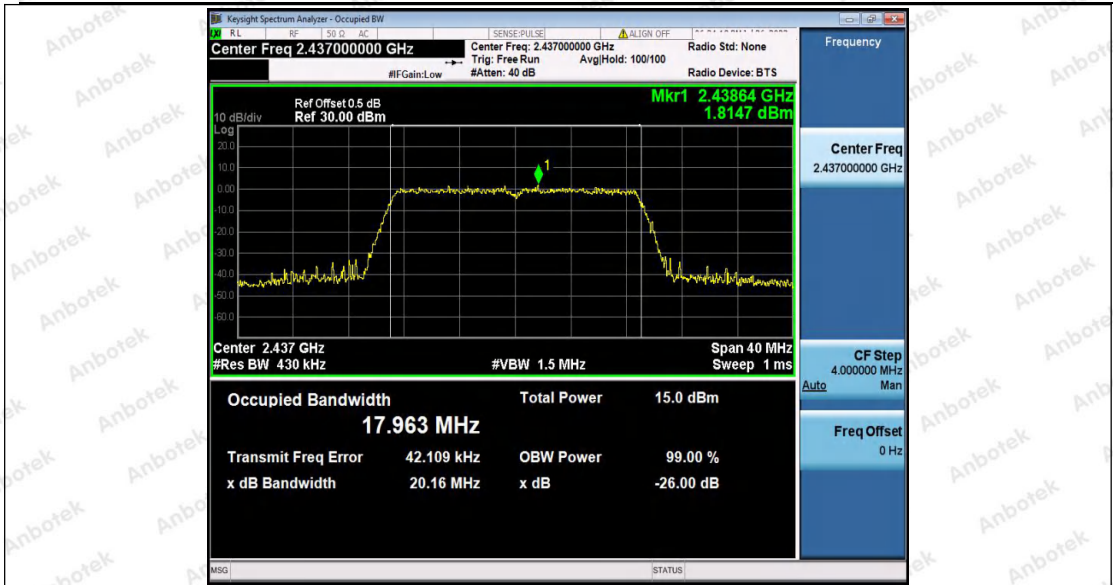 Keysight Spectrum Analyzer - Occupied BW
RL RF 50 Ω AC SENSE:PULSE ALIGN OFF
Center Freq 2.437000000 GHz
Center Freq: 2.437000000 GHz
Radio Std: None
Trig: Free Run Avg|Hold: 100/100
#IFGain:Low #Atten: 40 dB
Radio Device: BTS
Frequency
Mkr1 2.43864 GHz
1.8147 dBm
Ref Offset 0.5 dB
10 dB/div Ref 30.00 dBm
Log
20.0
10.0
0.00
-10.0
-20.0
-30.0
-40.0
-50.0
-60.0
1
Center 2.437 GHz Span 40 MHz
#Res BW 430 kHz #VBW 1.5 MHz Sweep 1 ms
Occupied Bandwidth Total Power 15.0 dBm
17.963 MHz
Transmit Freq Error 42.109 kHz OBW Power 99.00 %
x dB Bandwidth 20.16 MHz x dB -26.00 dB
Center Freq
2.437000000 GHz
CF Step
4.000000 MHz
Auto Man
Freq Offset
0 Hz
MSG STATUS
Anbotek